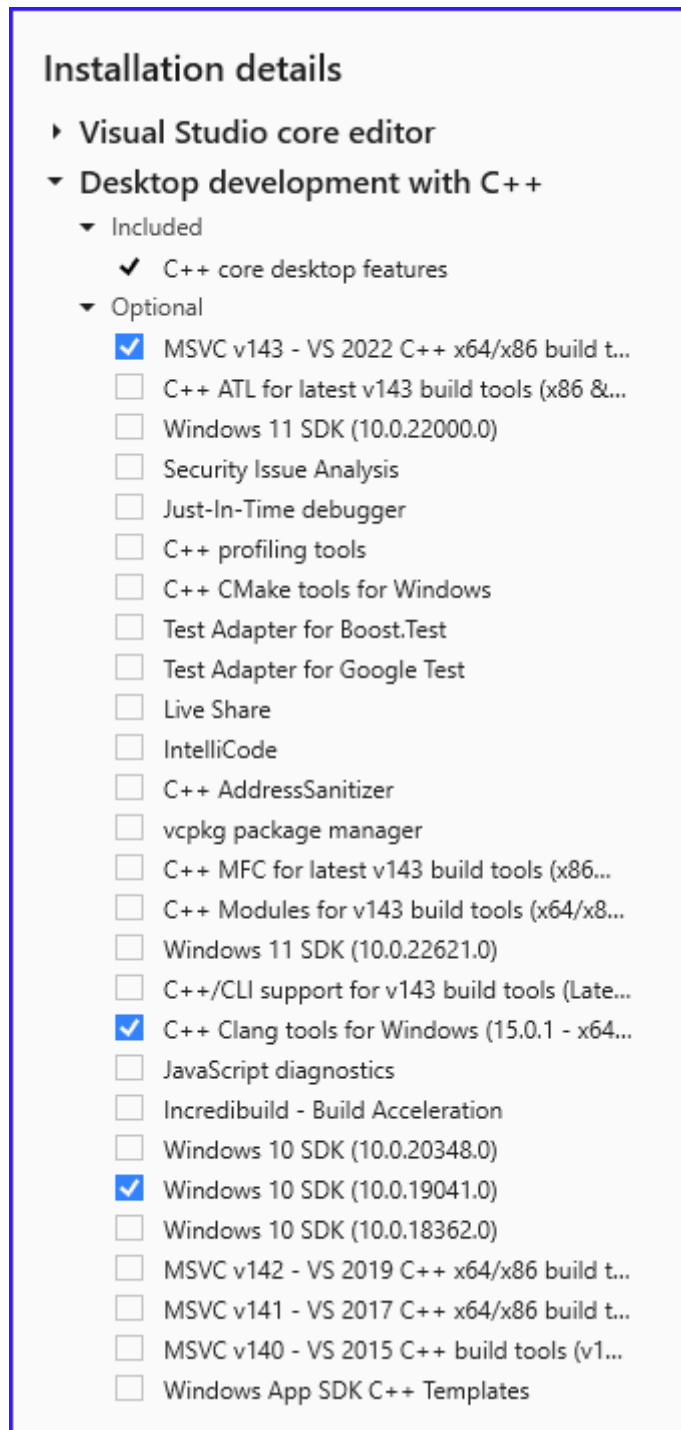 Installation details
Visual Studio core editor
Desktop development with C++
Included
C++ core desktop features
Optional
MSVC v143 - VS 2022 C++ x64/x86 build t...
C++ ATL for latest v143 build tools (x86 &...
Windows 11 SDK (10.0.22000.0)
Security Issue Analysis
Just-In-Time debugger
C++ profiling tools
C++ CMake tools for Windows
Test Adapter for Boost.Test
Test Adapter for Google Test
Live Share
IntelliCode
C++ AddressSanitizer
vcpkg package manager
C++ MFC for latest v143 build tools (x86...
C++ Modules for v143 build tools (x64/x8...
Windows 11 SDK (10.0.22621.0)
C++/CLI support for v143 build tools (Late...
C++ Clang tools for Windows (15.0.1 - x64...
JavaScript diagnostics
Incredibuild - Build Acceleration
Windows 10 SDK (10.0.20348.0)
Windows 10 SDK (10.0.19041.0)
Windows 10 SDK (10.0.18362.0)
MSVC v142 - VS 2019 C++ x64/x86 build t...
MSVC v141 - VS 2017 C++ x64/x86 build t...
MSVC v140 - VS 2015 C++ build tools (v1...
Windows App SDK C++ Templates